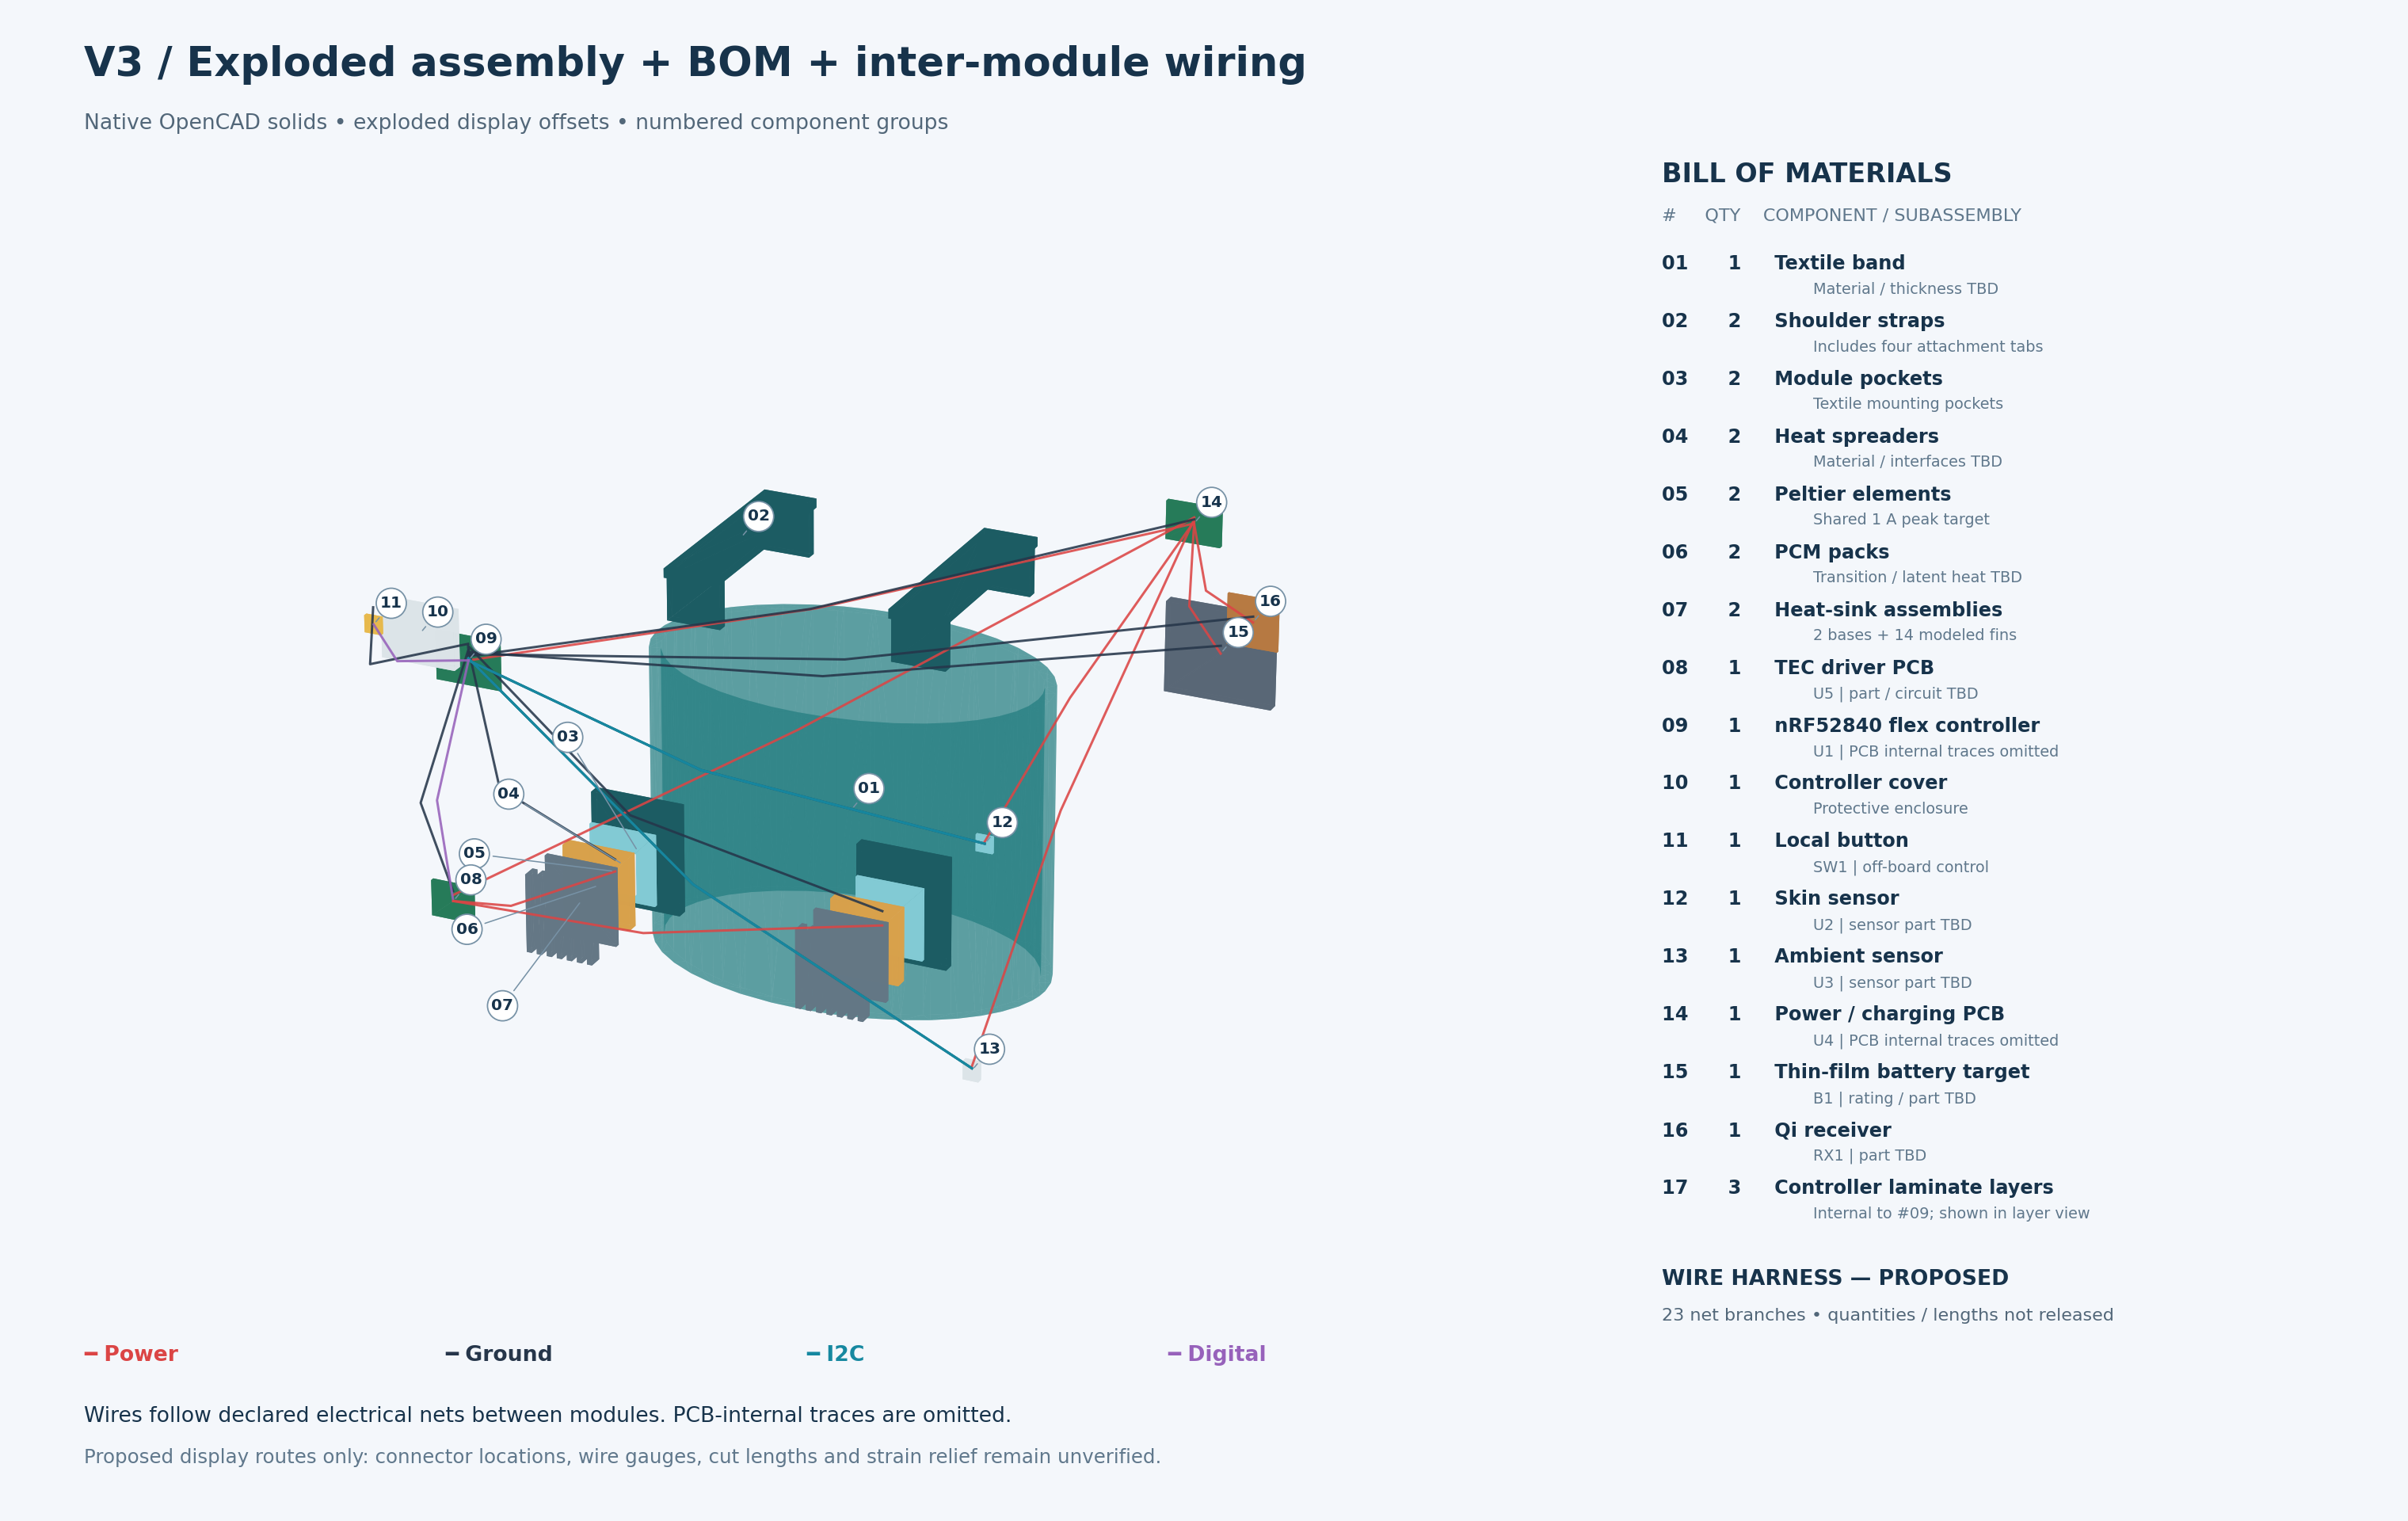 V3 / Exploded assembly + BOM + inter-module wiring
Native OpenCAD solids • exploded display offsets • numbered component groups
02
14
11
10
09
16
15
03
04
01
12
05
08
06
07
13
BILL OF MATERIALS
# QTY COMPONENT / SUBASSEMBLY
01 1 Textile band
Material / thickness TBD
02 2 Shoulder straps
Includes four attachment tabs
03 2 Module pockets
Textile mounting pockets
04 2 Heat spreaders
Material / interfaces TBD
05 2 Peltier elements
Shared 1 A peak target
06 2 PCM packs
Transition / latent heat TBD
07 2 Heat-sink assemblies
2 bases + 14 modeled fins
08 1 TEC driver PCB
U5 | part / circuit TBD
09 1 nRF52840 flex controller
U1 | PCB internal traces omitted
10 1 Controller cover
Protective enclosure
11 1 Local button
SW1 | off-board control
12 1 Skin sensor
U2 | sensor part TBD
13 1 Ambient sensor
U3 | sensor part TBD
14 1 Power / charging PCB
U4 | PCB internal traces omitted
15 1 Thin-film battery target
B1 | rating / part TBD
16 1 Qi receiver
RX1 | part TBD
17 3 Controller laminate layers
Internal to #09; shown in layer view
WIRE HARNESS — PROPOSED
23 net branches • quantities / lengths not released
Power
Ground
I2C
Digital
Wires follow declared electrical nets between modules. PCB-internal traces are omitted.
Proposed display routes only: connector locations, wire gauges, cut lengths and strain relief remain unverified.